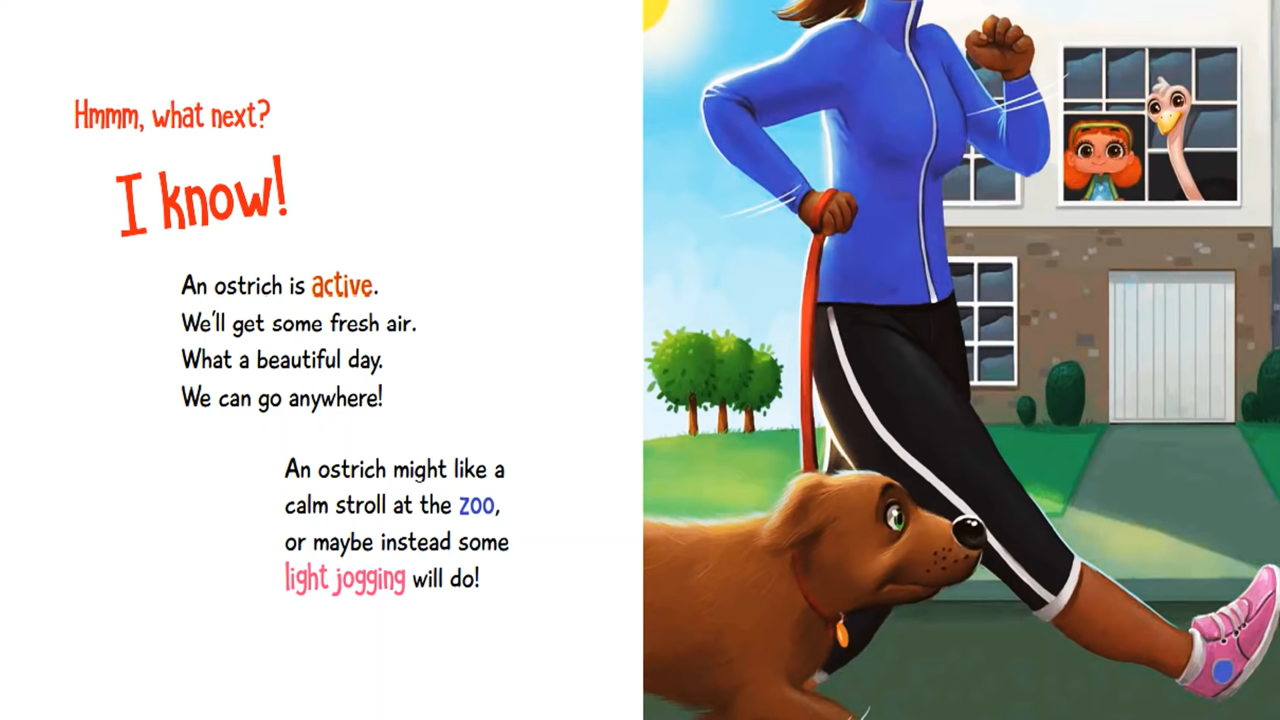 Hmmm, what next?
I know!
An ostrich is active.
We'll get some fresh air.
What a beautiful day.
We can go anywhere!
An ostrich might like a
calm stroll at the zoo,
or maybe instead some
light jogging will do!